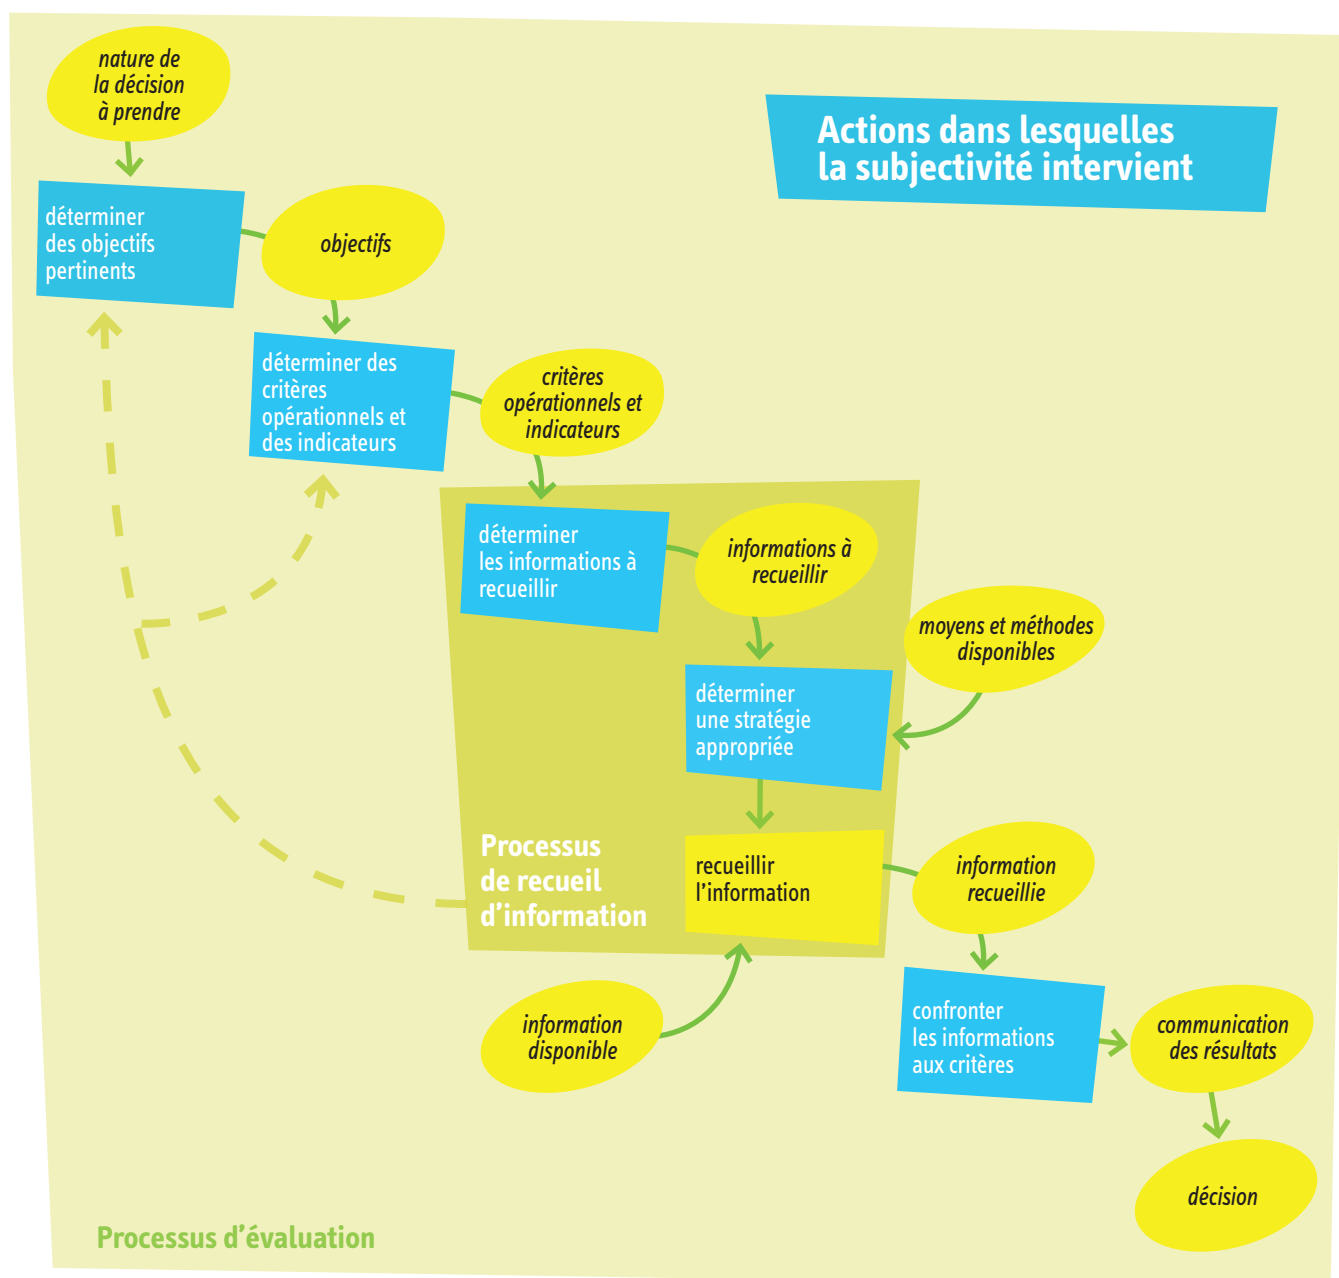 nature de
la décision
à prendre
Actions dans lesquelles
la subjectivité intervient
déterminer
des objectifs
pertinents
objectifs
déterminer des
critères
opérationnels et
des indicateurs
critères
opérationnels et
indicateurs
déterminer
les informations à
recueillir
informations à
recueillir
moyens et méthodes
disponibles
déterminer
une stratégie
appropriée
Processus
de recueil
d’information
recueillir
l’information
information
recueillie
information
disponible
confronter
les informations
aux critères
communication
des résultats
décision
Processus d’évaluation